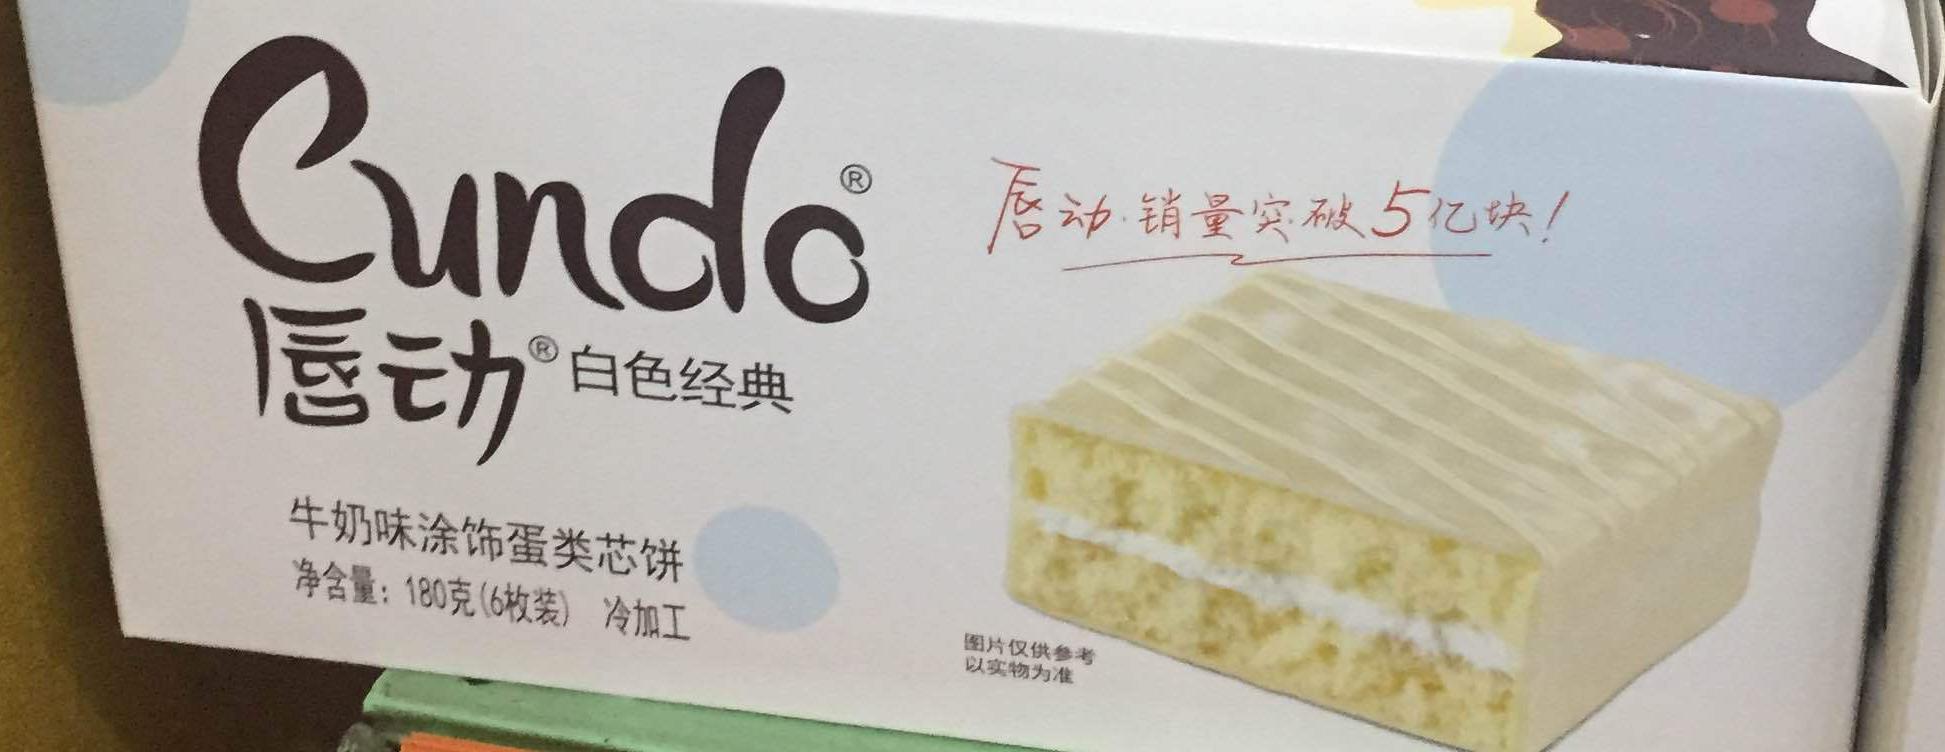 Cundo®
唇动®白色经典
牛奶味涂饰蛋类芯饼
净含量：180克(6枚装) 冷加工
唇动·销量突破5亿块！
图片仅供参考
以实物为准